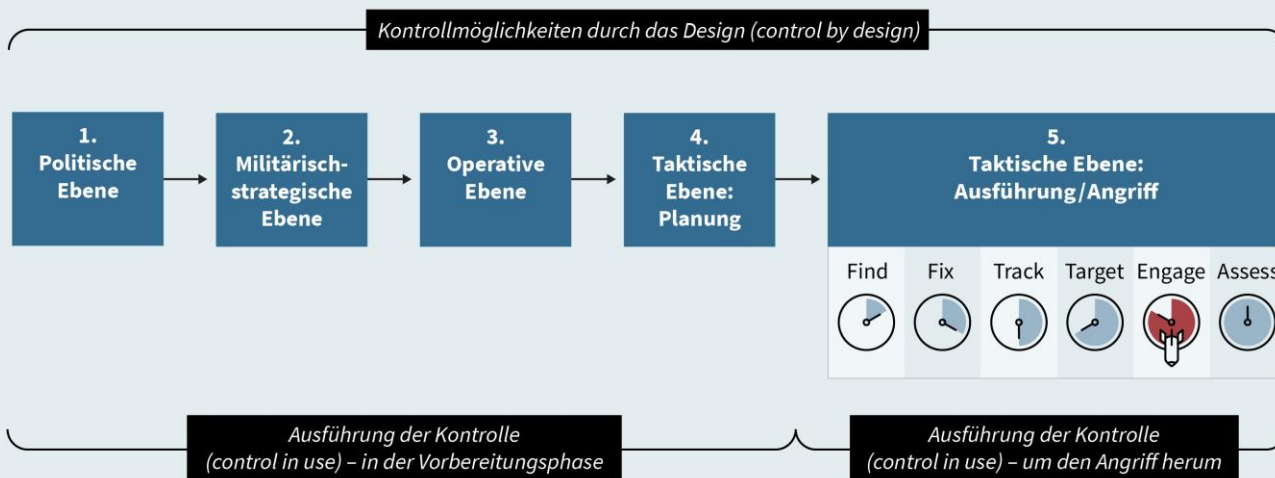 Kontrollmöglichkeiten durch das Design (control by design)
1.
Politische
Ebene
2.
Militärisch-
strategische
Ebene
3.
Operative
Ebene
4.
Taktische
Ebene:
Planung
5.
Taktische Ebene:
Ausführung/Angriff
Find Fix Track Target Engage Assess
Ausführung der Kontrolle
(control in use) – in der Vorbereitungsphase
Ausführung der Kontrolle
(control in use) – um den Angriff herum